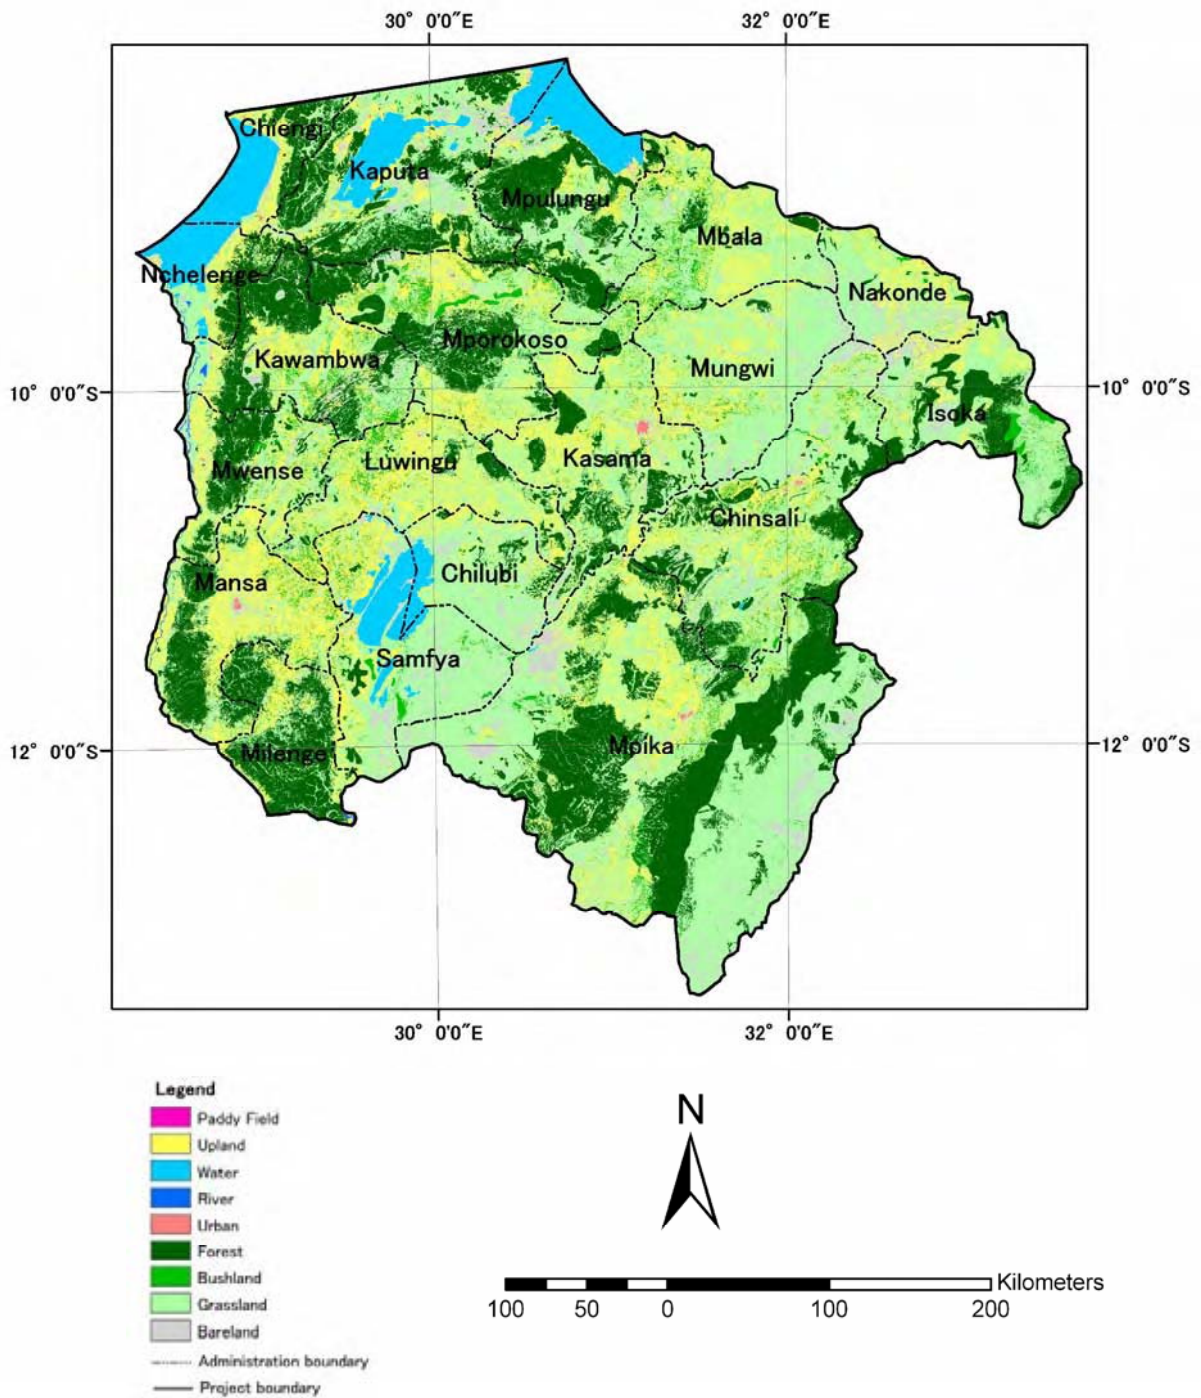 30° 0'0"E 32° 0'0"E
Chiengi
Kaputa
Mpulungu
Mbala
Nchelenge
Nakonde
Kawambwa
Mporokoso
Mungwi
10° 0'0"S 10° 0'0"S
Isoka
Mwense
Luwingu
Kasama
Chinsali
Mansa
Chilubi
Samfya
12° 0'0"S 12° 0'0"S
Milenge
Mpika
30° 0'0"E 32° 0'0"E
Legend
Paddy Field
Upland
Water
River
Urban
Forest
Bushland
Grassland
Bareland
Administration boundary
Project boundary
N
Kilometers
100 50 0 100 200